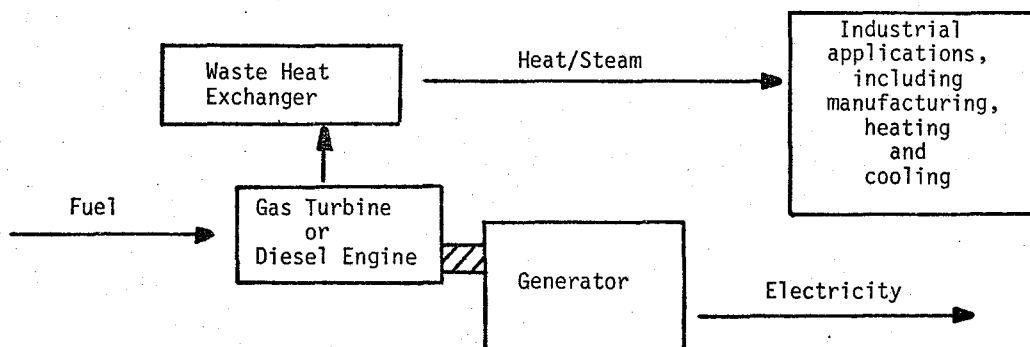 Waste Heat
Exchanger
Heat/Steam
Industrial
applications,
including
manufacturing,
heating
and
cooling
Fuel
Gas Turbine
or
Diesel Engine
Generator
Electricity